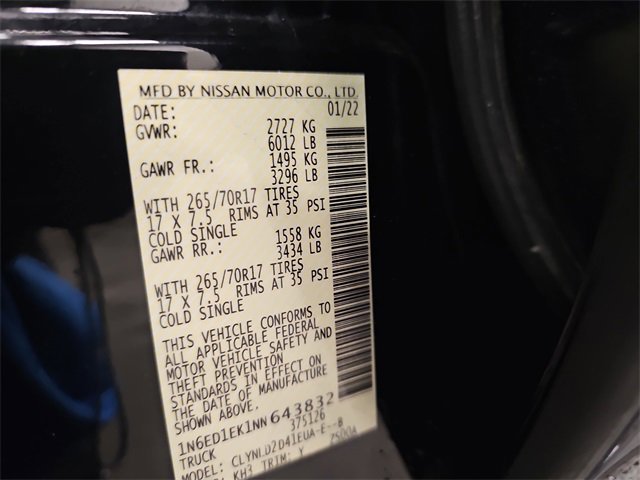 MFD BY NISSAN MOTOR CO., LTD.
DATE: 01/22
GVWR: 2727 KG
6012 LB
GAWR FR.: 1495 KG
3296 LB
WITH 265/70R17 TIRES
17 X 7.5 RIMS AT 35 PSI
COLD SINGLE
GAWR RR.: 1558 KG
3434 LB
WITH 265/70R17 TIRES
17 X 7.5 RIMS AT 35 PSI
COLD SINGLE
THIS VEHICLE CONFORMS TO
ALL APPLICABLE FEDERAL
MOTOR VEHICLE SAFETY AND
THEFT PREVENTION
STANDARDS IN EFFECT ON
THE DATE OF MANUFACTURE
SHOWN ABOVE.
1N6ED1EK1NN643832
375126
MODEL: CLYNLD2D41EUA-E--B
KH3 TRIM: Y